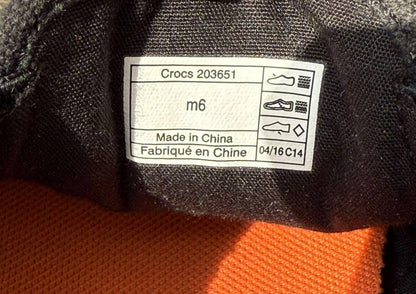 Crocs 203651
m6
Made in China
Fabriqué en Chine
04/16 C14